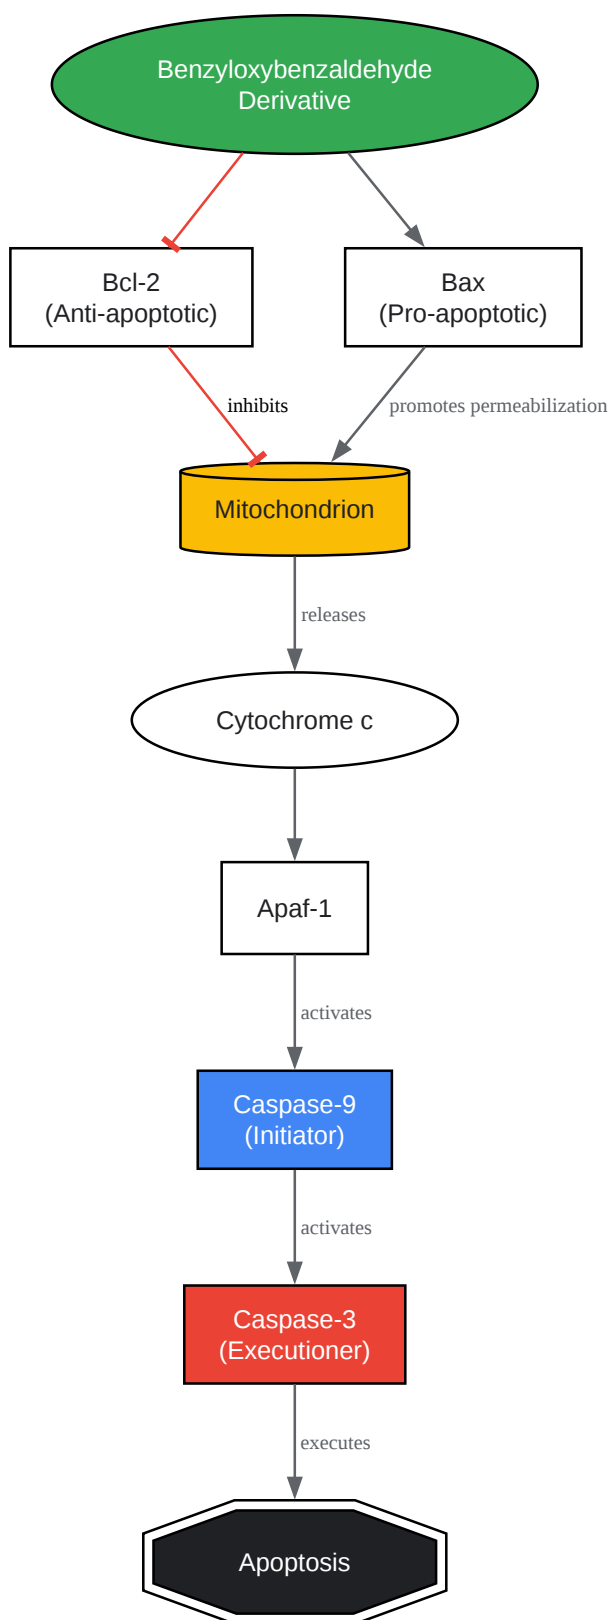 Benzyloxybenzaldehyde
Derivative
Bcl-2
(Anti-apoptotic)
Bax
(Pro-apoptotic)
inhibits
promotes permeabilization
Mitochondrion
releases
Cytochrome c
Apaf-1
activates
Caspase-9
(Initiator)
activates
Caspase-3
(Executioner)
executes
Apoptosis